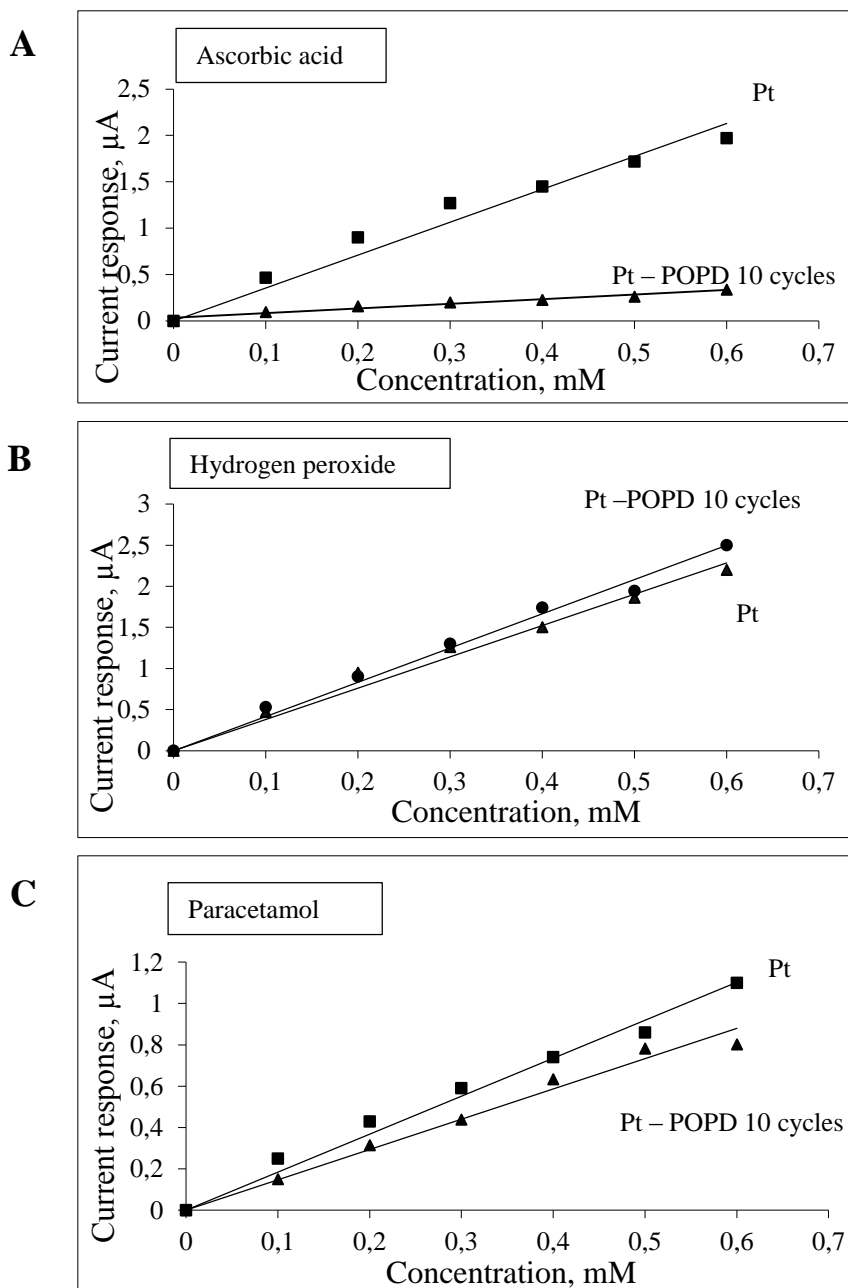 A
Ascorbic acid
Current response, µA
2,5
2
1,5
1
0,5
0
Pt
Pt – POPD 10 cycles
0 0,1 0,2 0,3 0,4 0,5 0,6 0,7
Concentration, mM
B
Hydrogen peroxide
Current response, µA
3
2,5
2
1,5
1
0,5
0
Pt –POPD 10 cycles
Pt
0 0,1 0,2 0,3 0,4 0,5 0,6 0,7
Concentration, mM
C
Paracetamol
Current response, µA
1,2
1
0,8
0,6
0,4
0,2
0
Pt
Pt – POPD 10 cycles
0 0,1 0,2 0,3 0,4 0,5 0,6 0,7
Concentration, mM